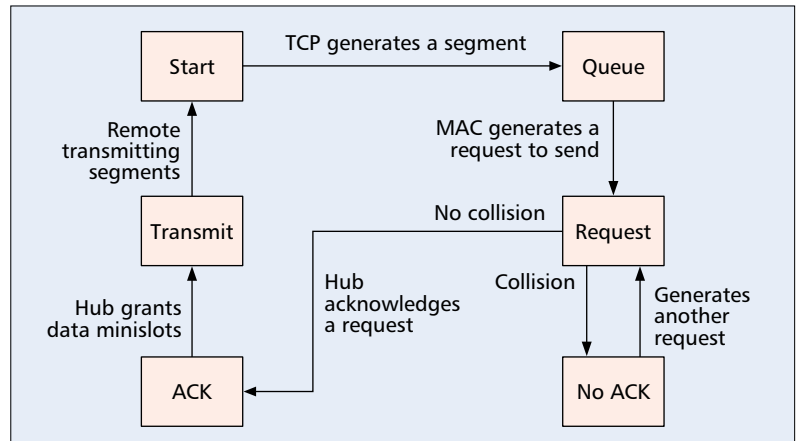 TCP generates a segment
Start
Queue
Remote
transmitting
segments
MAC generates a
request to send
No collision
Transmit
Request
Hub
acknowledges
a request
Collision
Generates
another
request
Hub grants
data minislots
ACK
No ACK